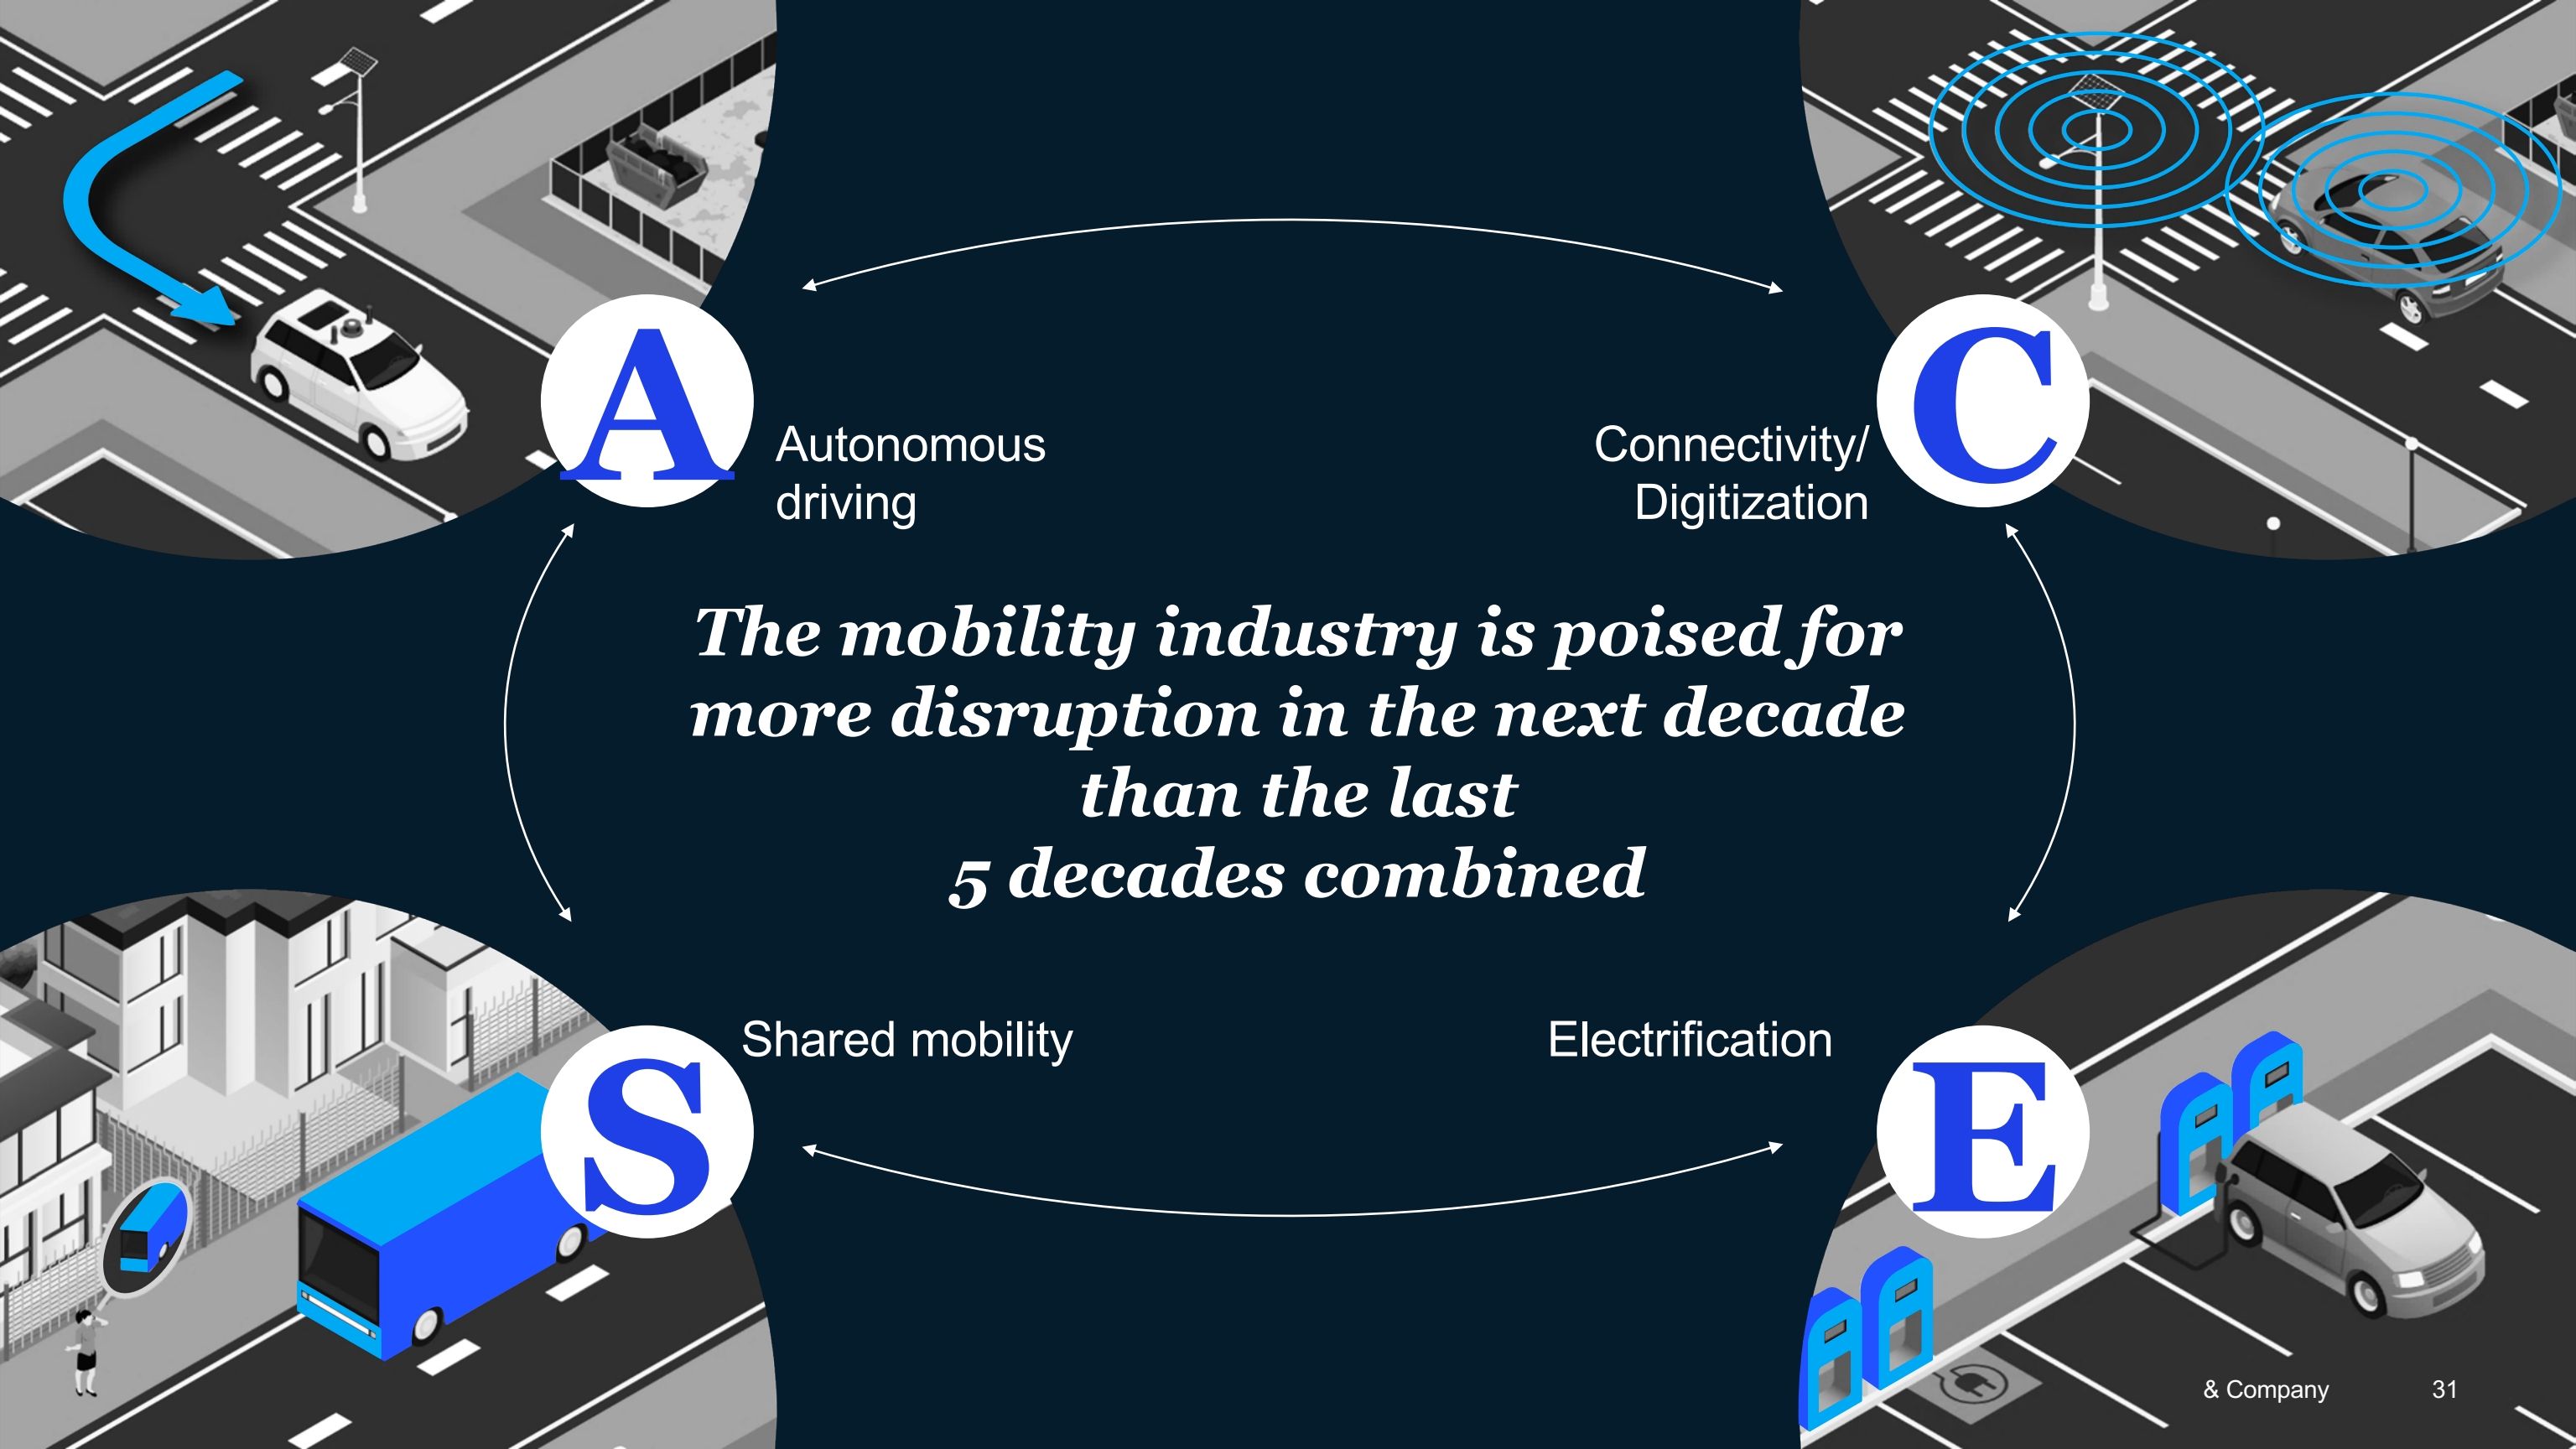 A
Autonomous
driving
C
Connectivity/
Digitization
The mobility industry is poised for
more disruption in the next decade
than the last
5 decades combined
S
Shared mobility
E
Electrification
& Company
31